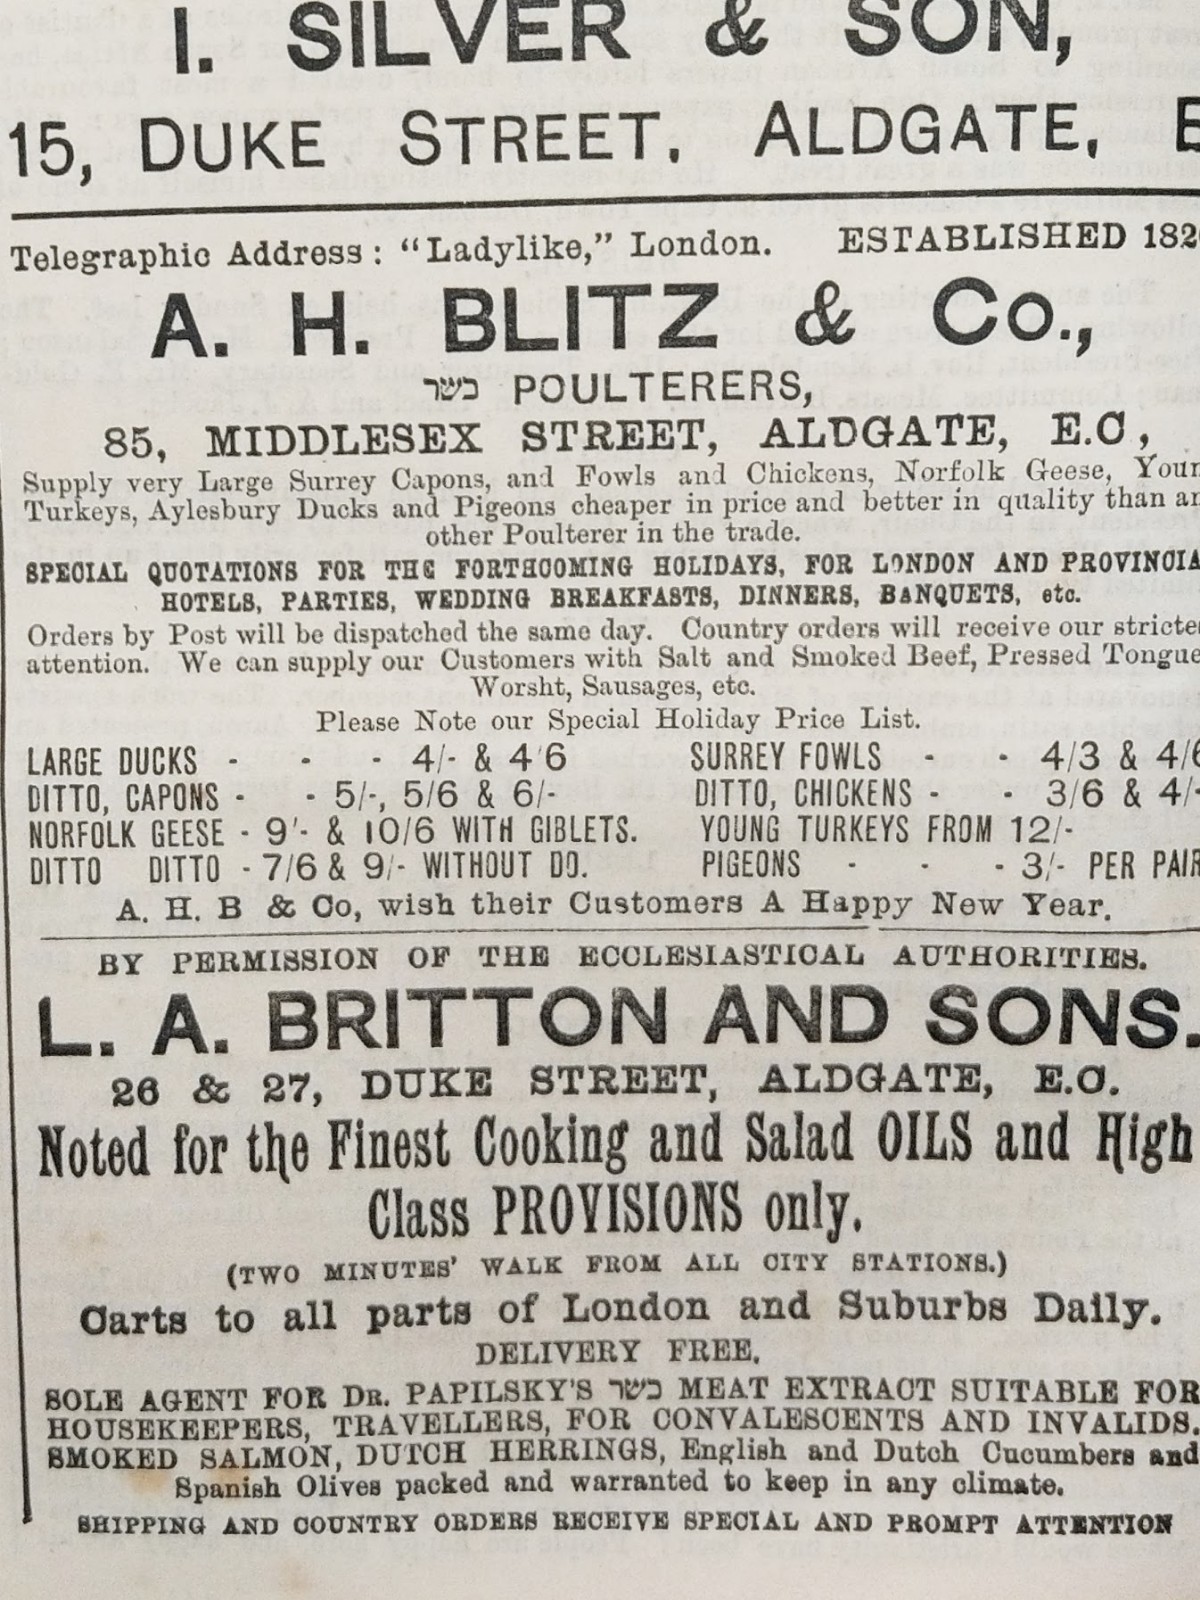 I. SILVER & SON,
15, DUKE STREET, ALDGATE, E
Telegraphic Address: "Ladylike," London. ESTABLISHED 182
A. H. BLITZ & Co.,
כשר POULTERERS,
85, MIDDLESEX STREET, ALDGATE, E.C,
Supply very Large Surrey Capons, and Fowls and Chickens, Norfolk Geese, Youn
Turkeys, Aylesbury Ducks and Pigeons cheaper in price and better in quality than an
other Poulterer in the trade.
SPECIAL QUOTATIONS FOR THE FORTHCOMING HOLIDAYS, FOR LONDON AND PROVINCIA
HOTELS, PARTIES, WEDDING BREAKFASTS, DINNERS, BANQUETS, etc.
Orders by Post will be dispatched the same day. Country orders will receive our stricte
attention. We can supply our Customers with Salt and Smoked Beef, Pressed Tongue
Worsht, Sausages, etc.
Please Note our Special Holiday Price List.
LARGE DUCKS - - - 4/- & 4/6 SURREY FOWLS - - 4/3 & 4/6
DITTO, CAPONS - - 5/-, 5/6 & 6/- DITTO, CHICKENS - - 3/6 & 4/-
NORFOLK GEESE - 9/- & 10/6 WITH GIBLETS. YOUNG TURKEYS FROM 12/-
DITTO DITTO - 7/6 & 9/- WITHOUT DO. PIGEONS - - - 3/- PER PAIR
A. H. B & Co, wish their Customers A Happy New Year.
BY PERMISSION OF THE ECCLESIASTICAL AUTHORITIES.
L. A. BRITTON AND SONS.
26 & 27, DUKE STREET, ALDGATE, E.C.
Noted for the Finest Cooking and Salad OILS and High
Class PROVISIONS only.
(TWO MINUTES' WALK FROM ALL CITY STATIONS.)
Carts to all parts of London and Suburbs Daily.
DELIVERY FREE.
SOLE AGENT FOR DR. PAPILSKY'S כשר MEAT EXTRACT SUITABLE FOR
HOUSEKEEPERS, TRAVELLERS, FOR CONVALESCENTS AND INVALIDS.
SMOKED SALMON, DUTCH HERRINGS, English and Dutch Cucumbers and
Spanish Olives packed and warranted to keep in any climate.
SHIPPING AND COUNTRY ORDERS RECEIVE SPECIAL AND PROMPT ATTENTION